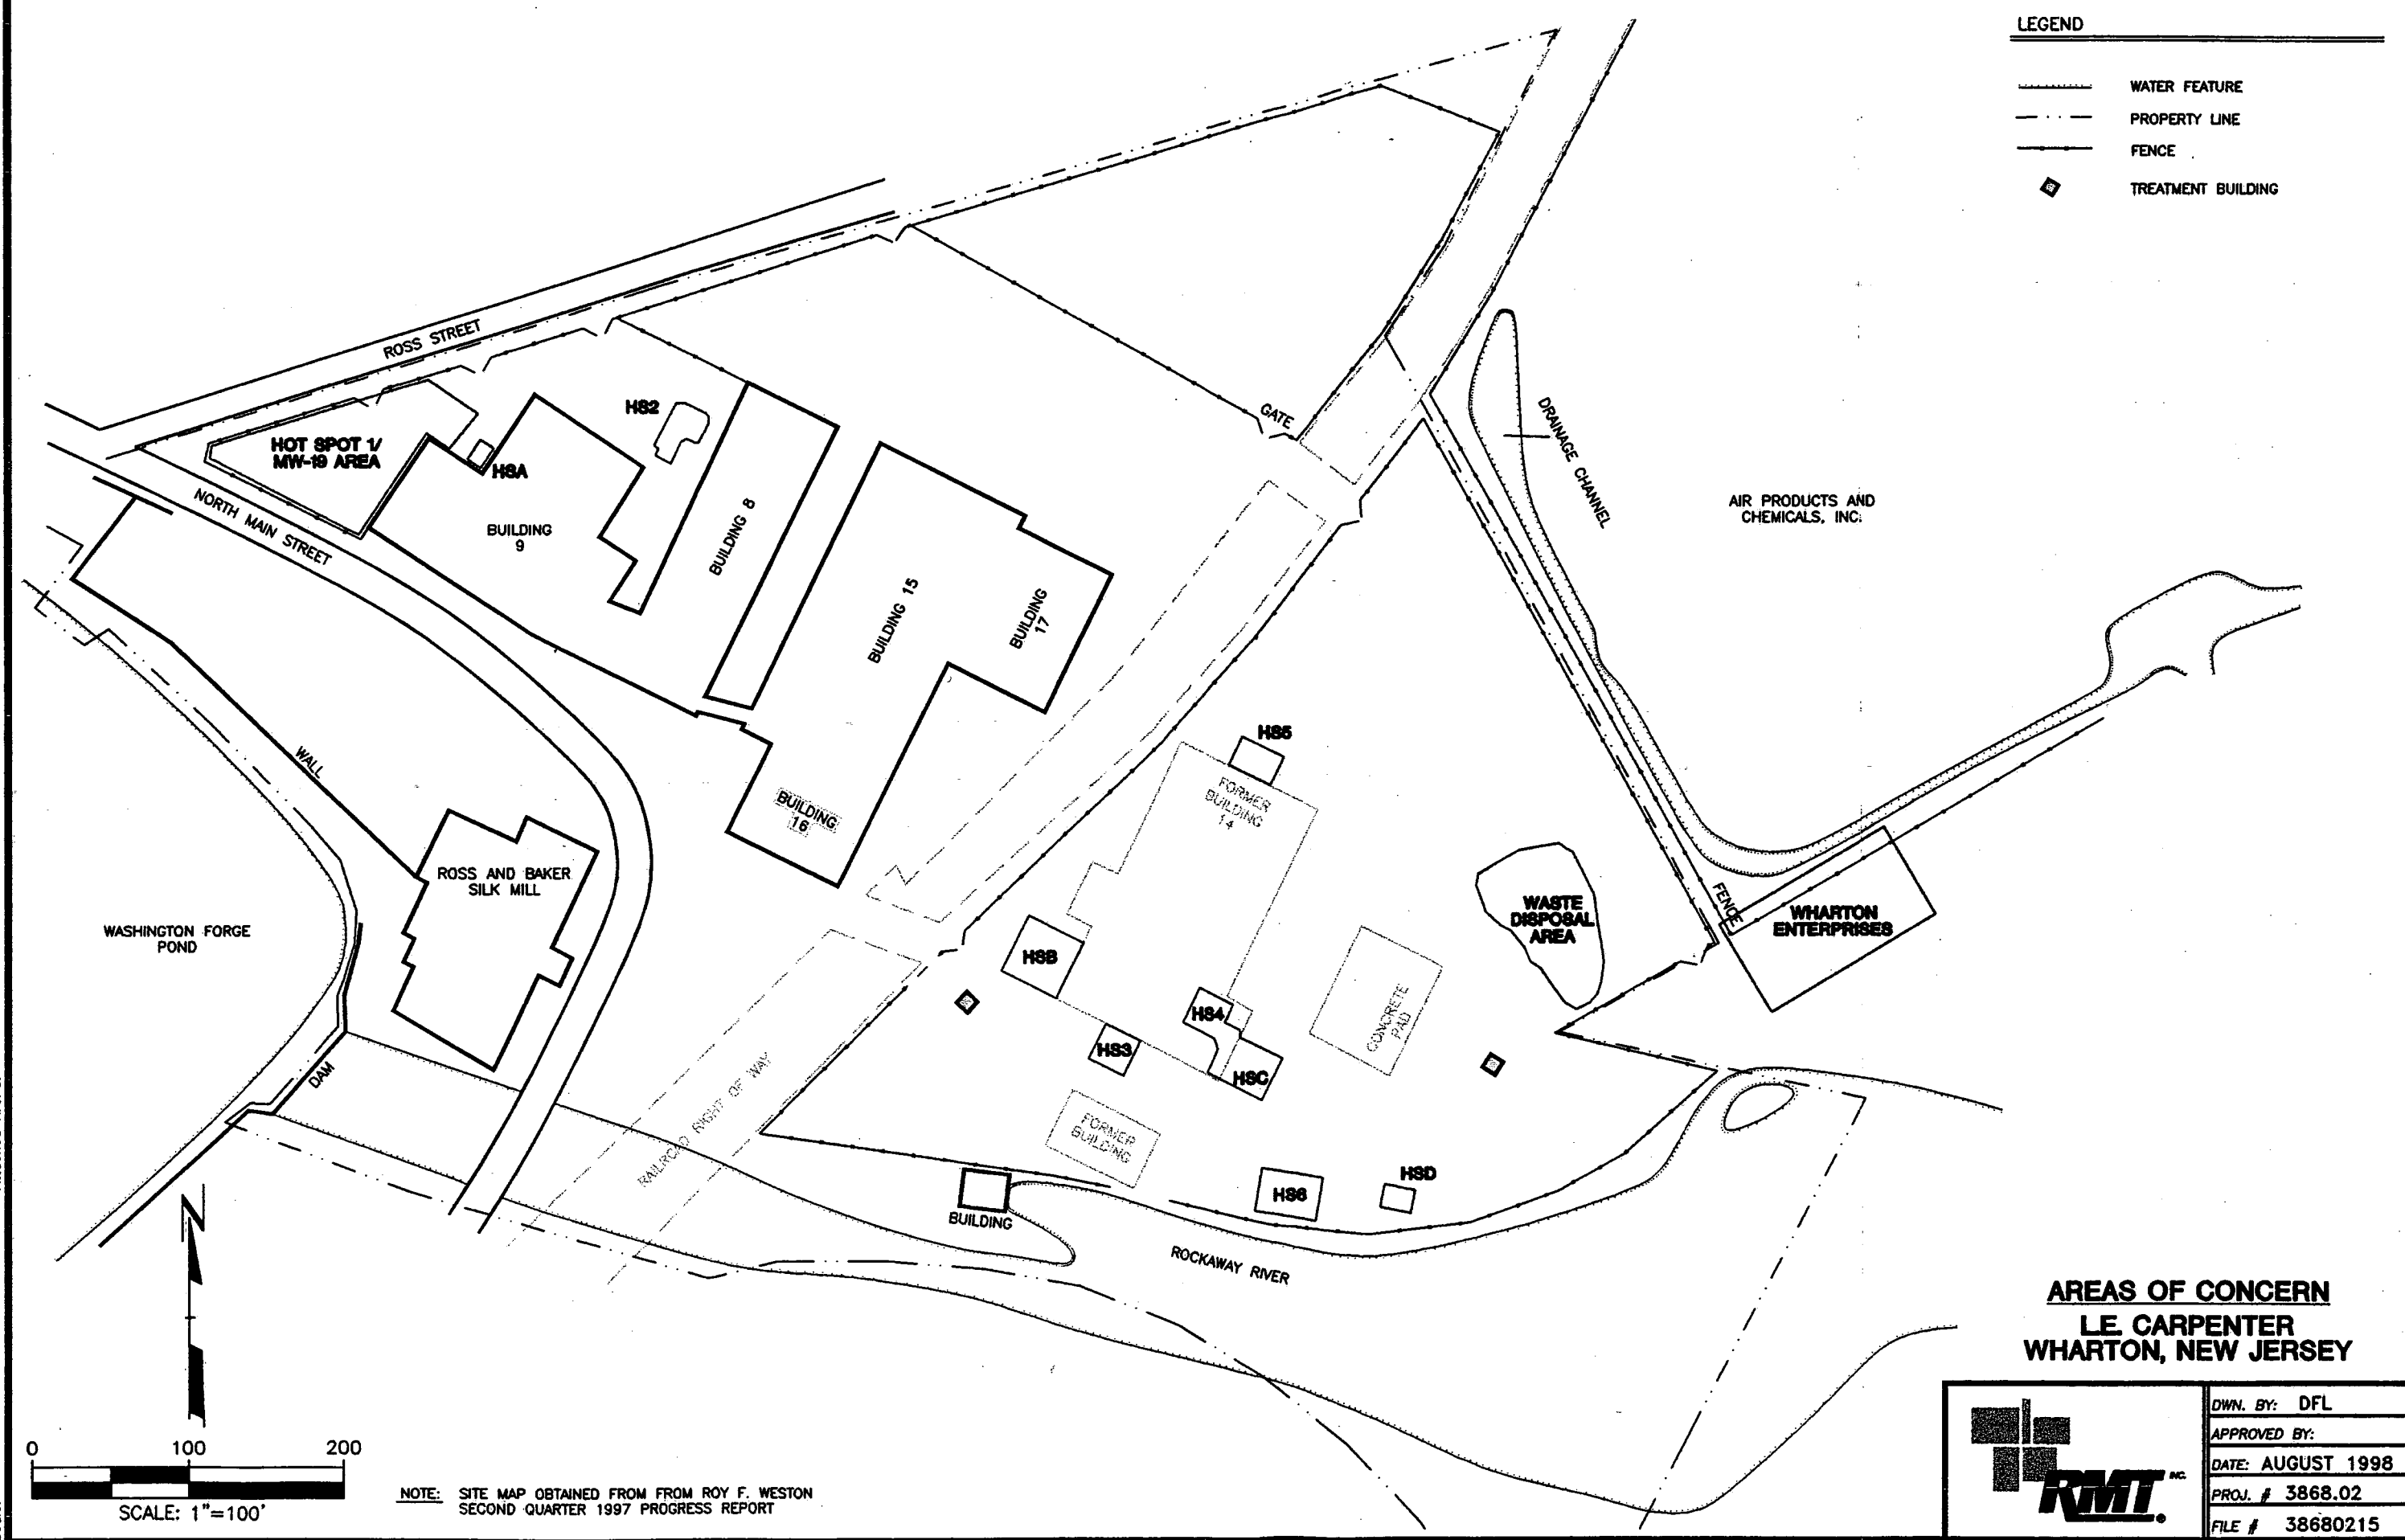 LEGEND
WATER FEATURE
PROPERTY LINE
FENCE
TREATMENT BUILDING
ROSS STREET
HOT SPOT 1/
MW-19 AREA
HSA
HS2
NORTH MAIN STREET
BUILDING
9
BUILDING 8
BUILDING 15
BUILDING
17
BUILDING
16
GATE
DRAINAGE CHANNEL
AIR PRODUCTS AND
CHEMICALS, INC.
WALL
ROSS AND BAKER
SILK MILL
WASHINGTON FORGE
POND
DAM
HS5
FORMER
BUILDING
14
HSB
HS4
HS3
HSC
CONCRETE
PAD
WASTE
DISPOSAL
AREA
FENCE
WHARTON
ENTERPRISES
FORMER
BUILDING
RAILROAD RIGHT OF WAY
BUILDING
HS6
HSD
ROCKAWAY RIVER
N
0 100 200
SCALE: 1"=100'
NOTE: SITE MAP OBTAINED FROM FROM ROY F. WESTON
SECOND QUARTER 1997 PROGRESS REPORT
AREAS OF CONCERN
L.E. CARPENTER
WHARTON, NEW JERSEY
RMT INC.
DWN. BY: DFL
APPROVED BY:
DATE: AUGUST 1998
PROJ. # 3868.02
FILE # 38680215